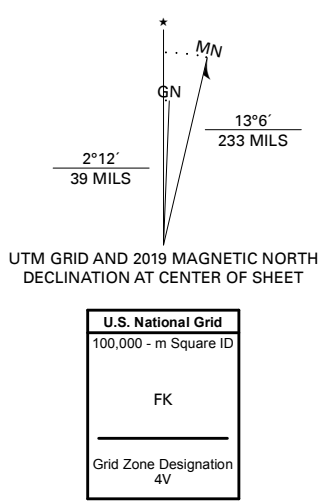 ★
MN
GN
13°6´
233 MILS
2°12´
39 MILS
UTM GRID AND 2019 MAGNETIC NORTH
DECLINATION AT CENTER OF SHEET
U.S. National Grid
100,000 - m Square ID
FK
Grid Zone Designation
4V